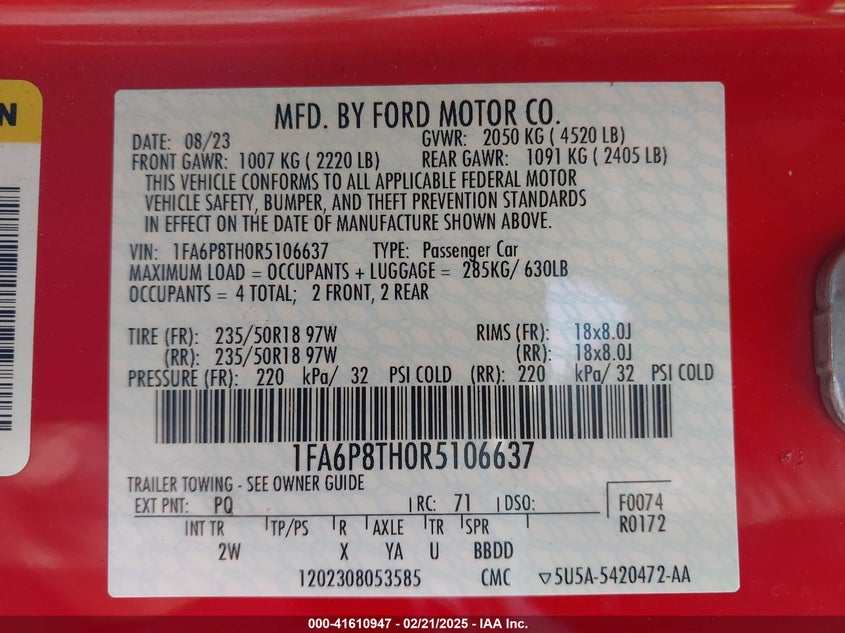 N
MFD. BY FORD MOTOR CO.
DATE: 08/23 GVWR: 2050 KG ( 4520 LB)
FRONT GAWR: 1007 KG ( 2220 LB) REAR GAWR: 1091 KG ( 2405 LB)
THIS VEHICLE CONFORMS TO ALL APPLICABLE FEDERAL MOTOR
VEHICLE SAFETY, BUMPER, AND THEFT PREVENTION STANDARDS
IN EFFECT ON THE DATE OF MANUFACTURE SHOWN ABOVE.
VIN: 1FA6P8TH0R5106637 TYPE: Passenger Car
MAXIMUM LOAD = OCCUPANTS + LUGGAGE = 285KG/ 630LB
OCCUPANTS = 4 TOTAL; 2 FRONT, 2 REAR
TIRE (FR): 235/50R18 97W RIMS (FR): 18x8.0J
(RR): 235/50R18 97W (RR): 18x8.0J
PRESSURE (FR): 220 kPa/ 32 PSI COLD (RR): 220 kPa/ 32 PSI COLD
1FA6P8TH0R5106637
TRAILER TOWING - SEE OWNER GUIDE
EXT PNT: PQ RC: 71 DSO: F0074
R0172
INT TR TP/PS R AXLE TR SPR
2W X YA U BBDD
1202308053585 CMC ▽5U5A-5420472-AA
000-41610947 - 02/21/2025 - IAA Inc.